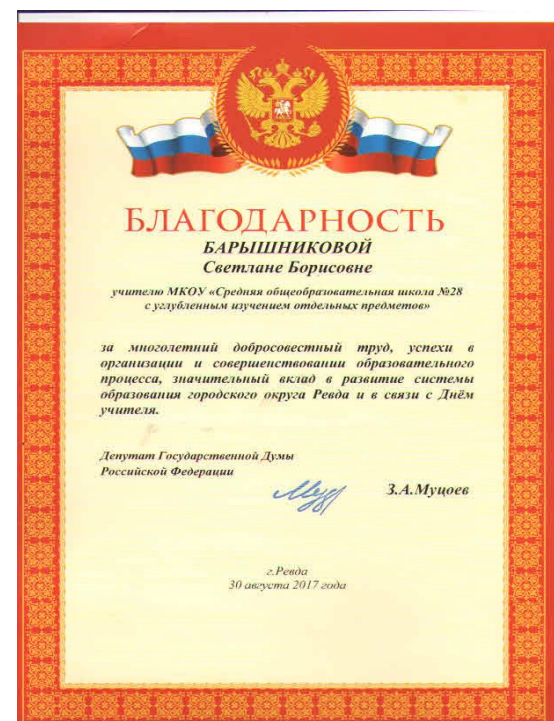 БЛАГОДАРНОСТЬ
БАРЫШНИКОВОЙ
Светлане Борисовне
учителю МКОУ «Средняя общеобразовательная школа №28
с углубленным изучением отдельных предметов»
за многолетний добросовестный труд, успехи в
организации и совершенствовании образовательного
процесса, значительный вклад в развитие системы
образования городского округа Ревда и в связи с Днём
учителя.
Депутат Государственной Думы
Российской Федерации
З.А.Муцоев
г.Ревда
30 августа 2017 года